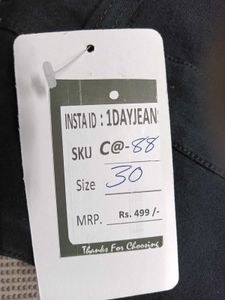 INSTA ID : 1DAYJEAN
SKU C@-88
Size 30
MRP. Rs. 499 /-
Thanks For Choosing